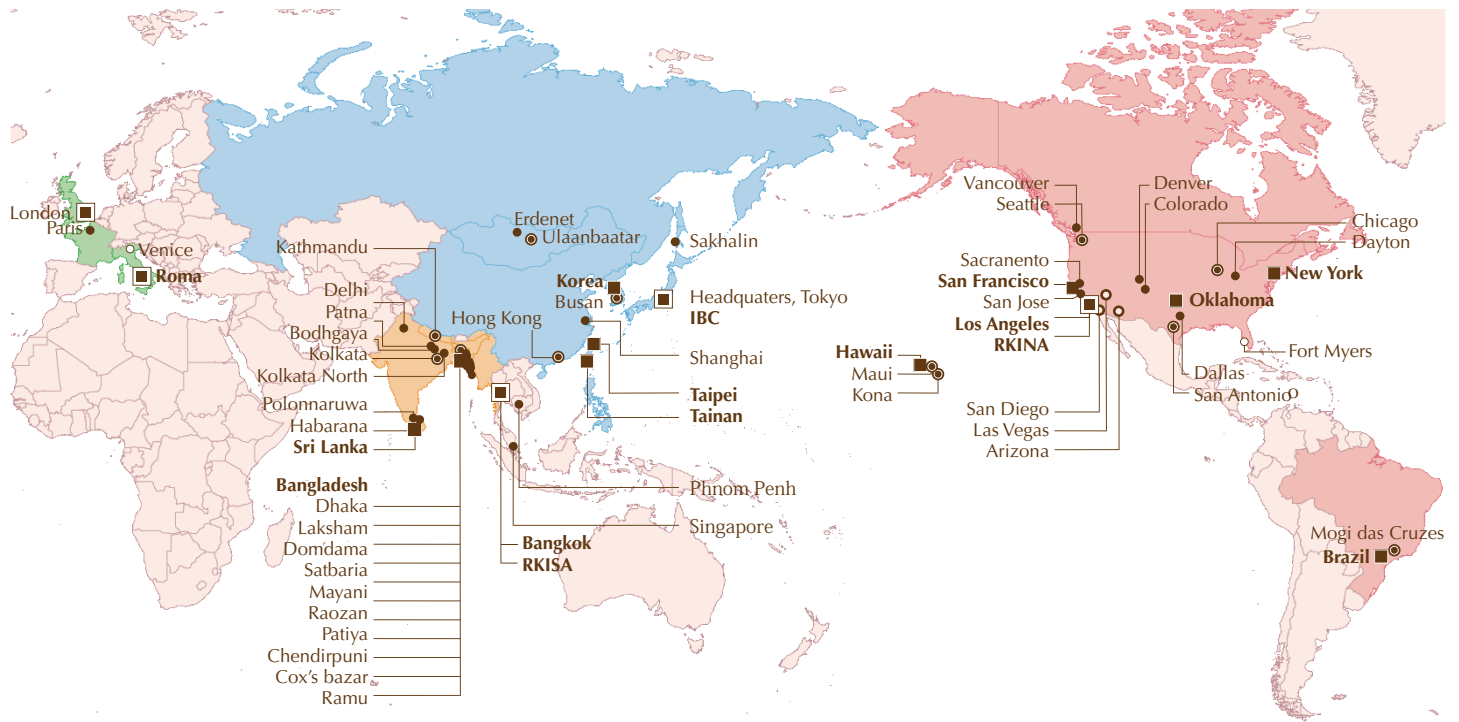 London
Paris
Venice
Roma
Kathmandu
Delhi
Patna
Bodhgaya
Kolkata
Kolkata North
Polonnaruwa
Habarana
Sri Lanka
Bangladesh
Dhaka
Laksham
Domdama
Satbaria
Mayani
Raozan
Patiya
Chendirpuni
Cox's bazar
Ramu
Erdenet
Ulaanbaatar
Sakhalin
Korea
Busan
Headquaters, Tokyo
IBC
Hong Kong
Shanghai
Taipei
Tainan
Phnom Penh
Singapore
Bangkok
RKISA
Hawaii
Maui
Kona
Vancouver
Seattle
Sacranento
San Francisco
San Jose
Los Angeles
RKINA
San Diego
Las Vegas
Arizona
Denver
Colorado
Chicago
Dayton
New York
Oklahoma
Fort Myers
Dallas
San Antonio
Mogi das Cruzes
Brazil